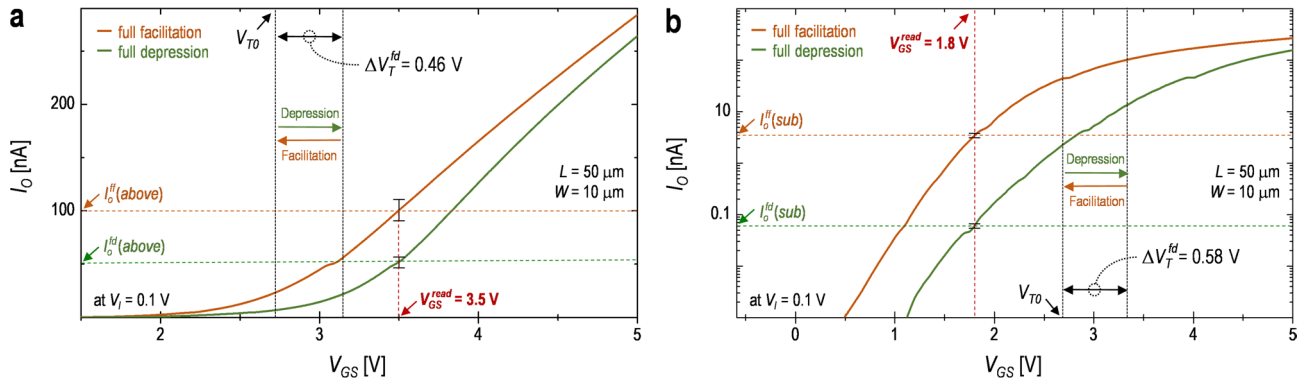 a
full facilitation
full depression
V_T0
ΔV_T^fd = 0.46 V
Depression
Facilitation
L = 50 μm
W = 10 μm
I_o^ff(above)
I_o^fd(above)
at V_I = 0.1 V
V_GS^read = 3.5 V
I_O [nA]
200
100
0
2
3
4
5
V_GS [V]
b
full facilitation
full depression
V_GS^read = 1.8 V
I_o^ff(sub)
I_o^fd(sub)
Depression
Facilitation
L = 50 μm
W = 10 μm
ΔV_T^fd = 0.58 V
V_T0
at V_I = 0.1 V
I_O [nA]
10
0.1
0
1
2
3
4
5
V_GS [V]